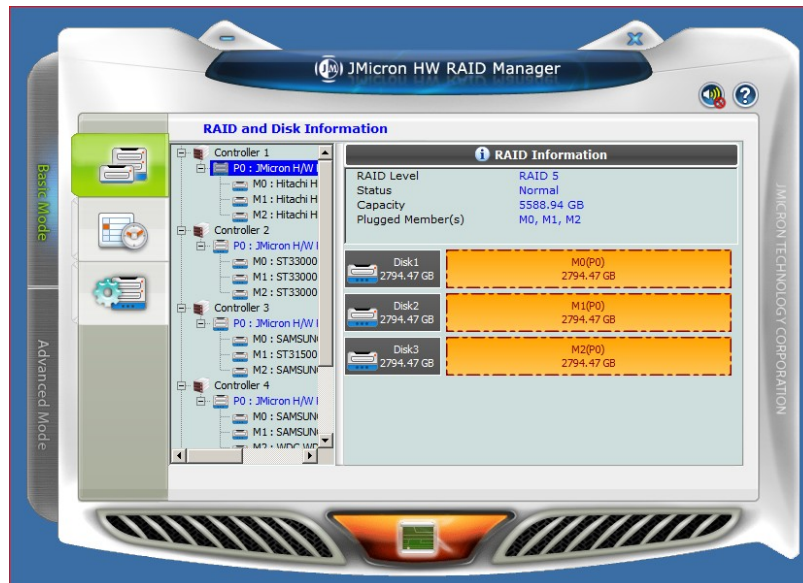 JMicron HW RAID Manager
RAID and Disk Information
Basic Mode
Advanced Mode
Controller 1
P0 : JMicron H/W
M0 : Hitachi H
M1 : Hitachi H
M2 : Hitachi H
Controller 2
P0 : JMicron H/W
M0 : ST33000
M1 : ST33000
M2 : ST33000
Controller 3
P0 : JMicron H/W
M0 : SAMSUN
M1 : ST31500
M2 : SAMSUN
Controller 4
P0 : JMicron H/W
M0 : SAMSUN
M1 : SAMSUN
M2 : WDC WD
RAID Information
RAID Level RAID 5
Status Normal
Capacity 5588.94 GB
Plugged Member(s) M0, M1, M2
Disk1
2794.47 GB
M0(P0)
2794.47 GB
Disk2
2794.47 GB
M1(P0)
2794.47 GB
Disk3
2794.47 GB
M2(P0)
2794.47 GB
JMICRON TECHNOLOGY CORPORATION